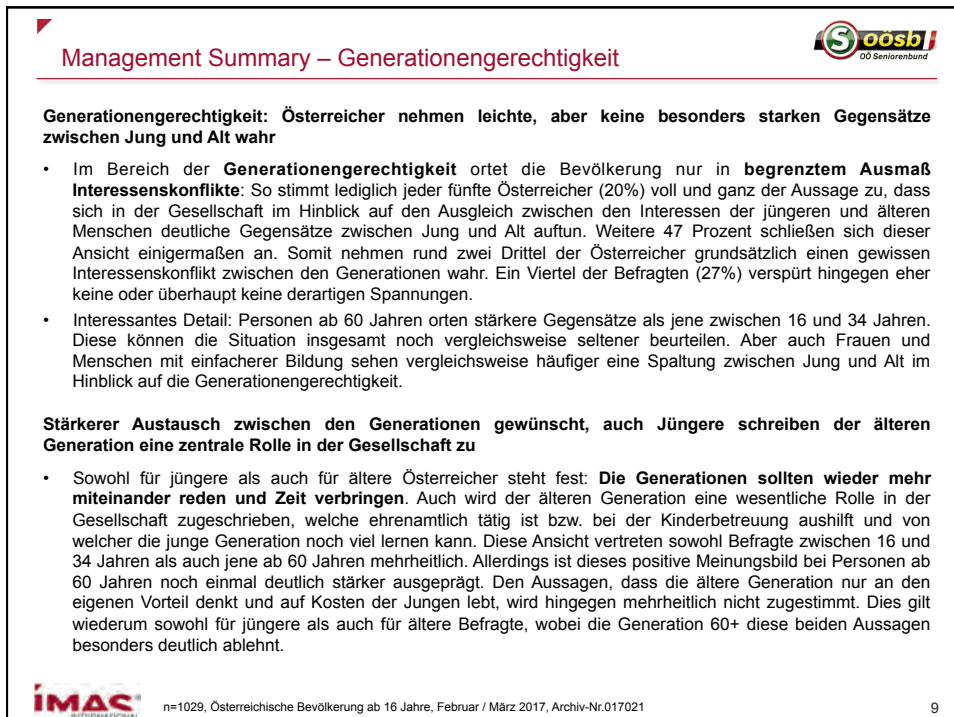 Management Summary – Generationengerechtigkeit
S oösb
OÖ Seniorenbund
Generationengerechtigkeit: Österreicher nehmen leichte, aber keine besonders starken Gegensätze
zwischen Jung und Alt wahr
• Im Bereich der Generationengerechtigkeit ortet die Bevölkerung nur in begrenztem Ausmaß
Interessenskonflikte: So stimmt lediglich jeder fünfte Österreicher (20%) voll und ganz der Aussage zu, dass
sich in der Gesellschaft im Hinblick auf den Ausgleich zwischen den Interessen der jüngeren und älteren
Menschen deutliche Gegensätze zwischen Jung und Alt auftun. Weitere 47 Prozent schließen sich dieser
Ansicht einigermaßen an. Somit nehmen rund zwei Drittel der Österreicher grundsätzlich einen gewissen
Interessenskonflikt zwischen den Generationen wahr. Ein Viertel der Befragten (27%) verspürt hingegen eher
keine oder überhaupt keine derartigen Spannungen.
• Interessantes Detail: Personen ab 60 Jahren orten stärkere Gegensätze als jene zwischen 16 und 34 Jahren.
Diese können die Situation insgesamt noch vergleichsweise seltener beurteilen. Aber auch Frauen und
Menschen mit einfacherer Bildung sehen vergleichsweise häufiger eine Spaltung zwischen Jung und Alt im
Hinblick auf die Generationengerechtigkeit.
Stärkerer Austausch zwischen den Generationen gewünscht, auch Jüngere schreiben der älteren
Generation eine zentrale Rolle in der Gesellschaft zu
• Sowohl für jüngere als auch für ältere Österreicher steht fest: Die Generationen sollten wieder mehr
miteinander reden und Zeit verbringen. Auch wird der älteren Generation eine wesentliche Rolle in der
Gesellschaft zugeschrieben, welche ehrenamtlich tätig ist bzw. bei der Kinderbetreuung aushilft und von
welcher die junge Generation noch viel lernen kann. Diese Ansicht vertreten sowohl Befragte zwischen 16 und
34 Jahren als auch jene ab 60 Jahren mehrheitlich. Allerdings ist dieses positive Meinungsbild bei Personen ab
60 Jahren noch einmal deutlich stärker ausgeprägt. Den Aussagen, dass die ältere Generation nur an den
eigenen Vorteil denkt und auf Kosten der Jungen lebt, wird hingegen mehrheitlich nicht zugestimmt. Dies gilt
wiederum sowohl für jüngere als auch für ältere Befragte, wobei die Generation 60+ diese beiden Aussagen
besonders deutlich ablehnt.
IMAS
INTERNATIONAL
n=1029, Österreichische Bevölkerung ab 16 Jahre, Februar / März 2017, Archiv-Nr.017021
9